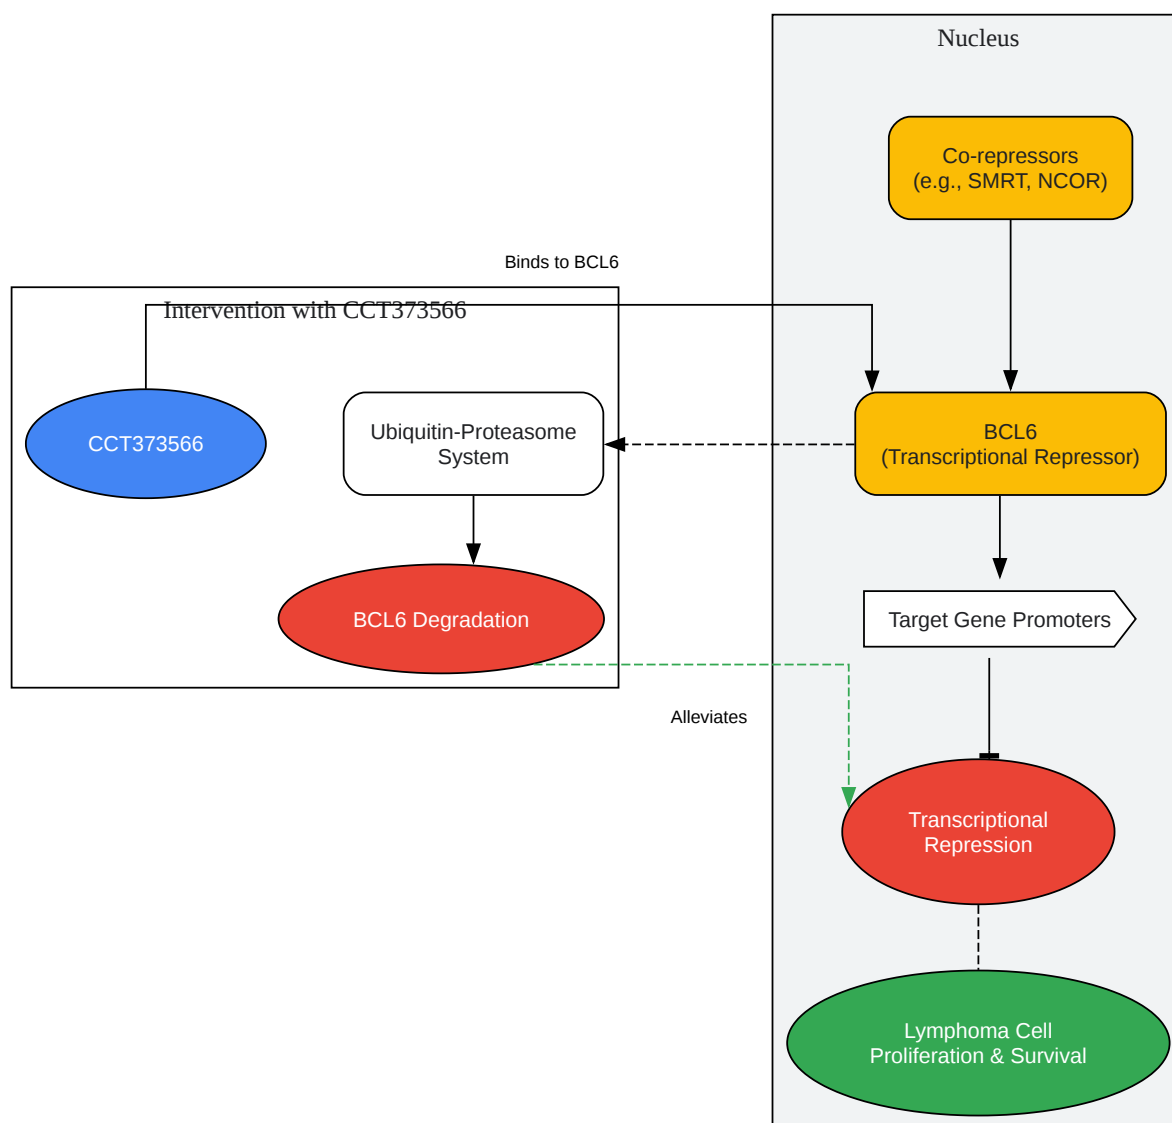 Nucleus
Co-repressors
(e.g., SMRT, NCOR)
Binds to BCL6
Intervention with CCT373566
CCT373566
Ubiquitin-Proteasome
System
BCL6
(Transcriptional Repressor)
BCL6 Degradation
Target Gene Promoters
Alleviates
Transcriptional
Repression
Lymphoma Cell
Proliferation & Survival